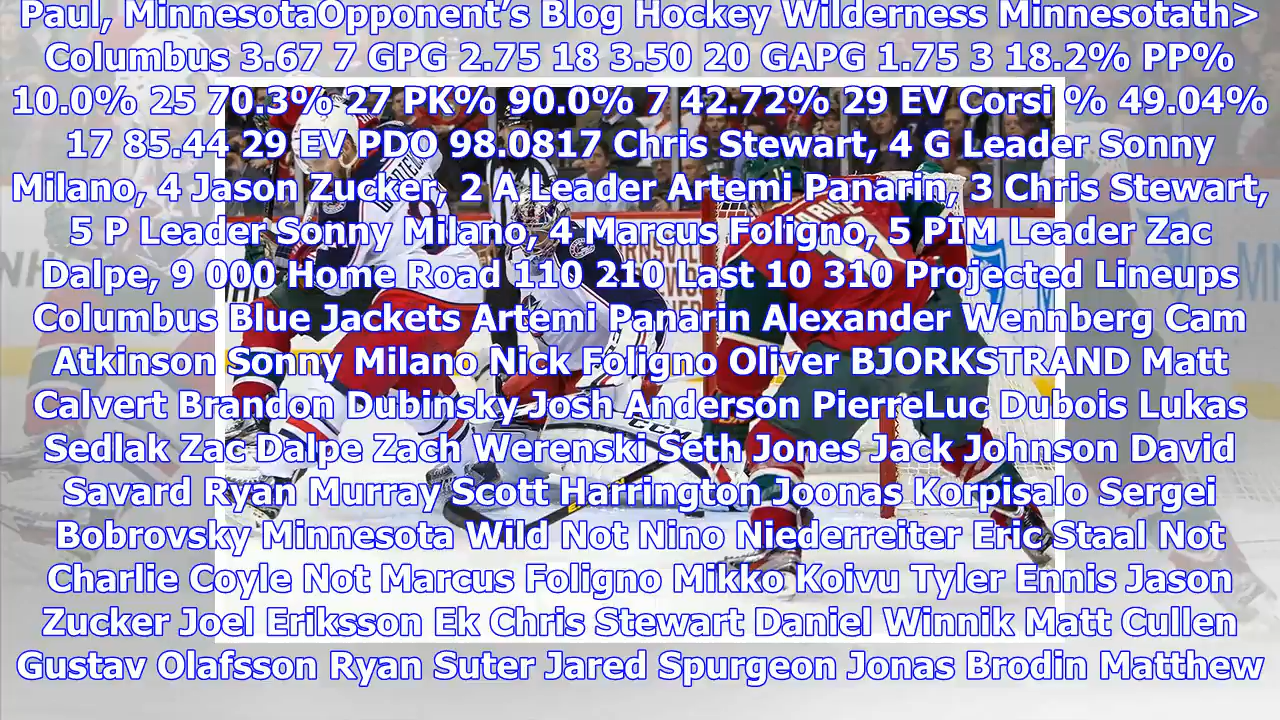 Paul, MinnesotaOpponent’s Blog Hockey Wilderness Minnesotath>
Columbus 3.67 7 GPG 2.75 18 3.50 20 GAPG 1.75 3 18.2% PP%
10.0% 25 70.3% 27 PK% 90.0% 7 42.72% 29 EV Corsi % 49.04%
17 85.44 29 EV PDO 98.0817 Chris Stewart, 4 G Leader Sonny
Milano, 4 Jason Zucker, 2 A Leader Artemi Panarin, 3 Chris Stewart,
5 P Leader Sonny Milano, 4 Marcus Foligno, 5 PIM Leader Zac
Dalpe, 9 000 Home Road 110 210 Last 10 310 Projected Lineups
Columbus Blue Jackets Artemi Panarin Alexander Wennberg Cam
Atkinson Sonny Milano Nick Foligno Oliver BJORKSTRAND Matt
Calvert Brandon Dubinsky Josh Anderson PierreLuc Dubois Lukas
Sedlak Zac Dalpe Zach Werenski Seth Jones Jack Johnson David
Savard Ryan Murray Scott Harrington Joonas Korpisalo Sergei
Bobrovsky Minnesota Wild Not Nino Niederreiter Eric Staal Not
Charlie Coyle Not Marcus Foligno Mikko Koivu Tyler Ennis Jason
Zucker Joel Eriksson Ek Chris Stewart Daniel Winnik Matt Cullen
Gustav Olafsson Ryan Suter Jared Spurgeon Jonas Brodin Matthew